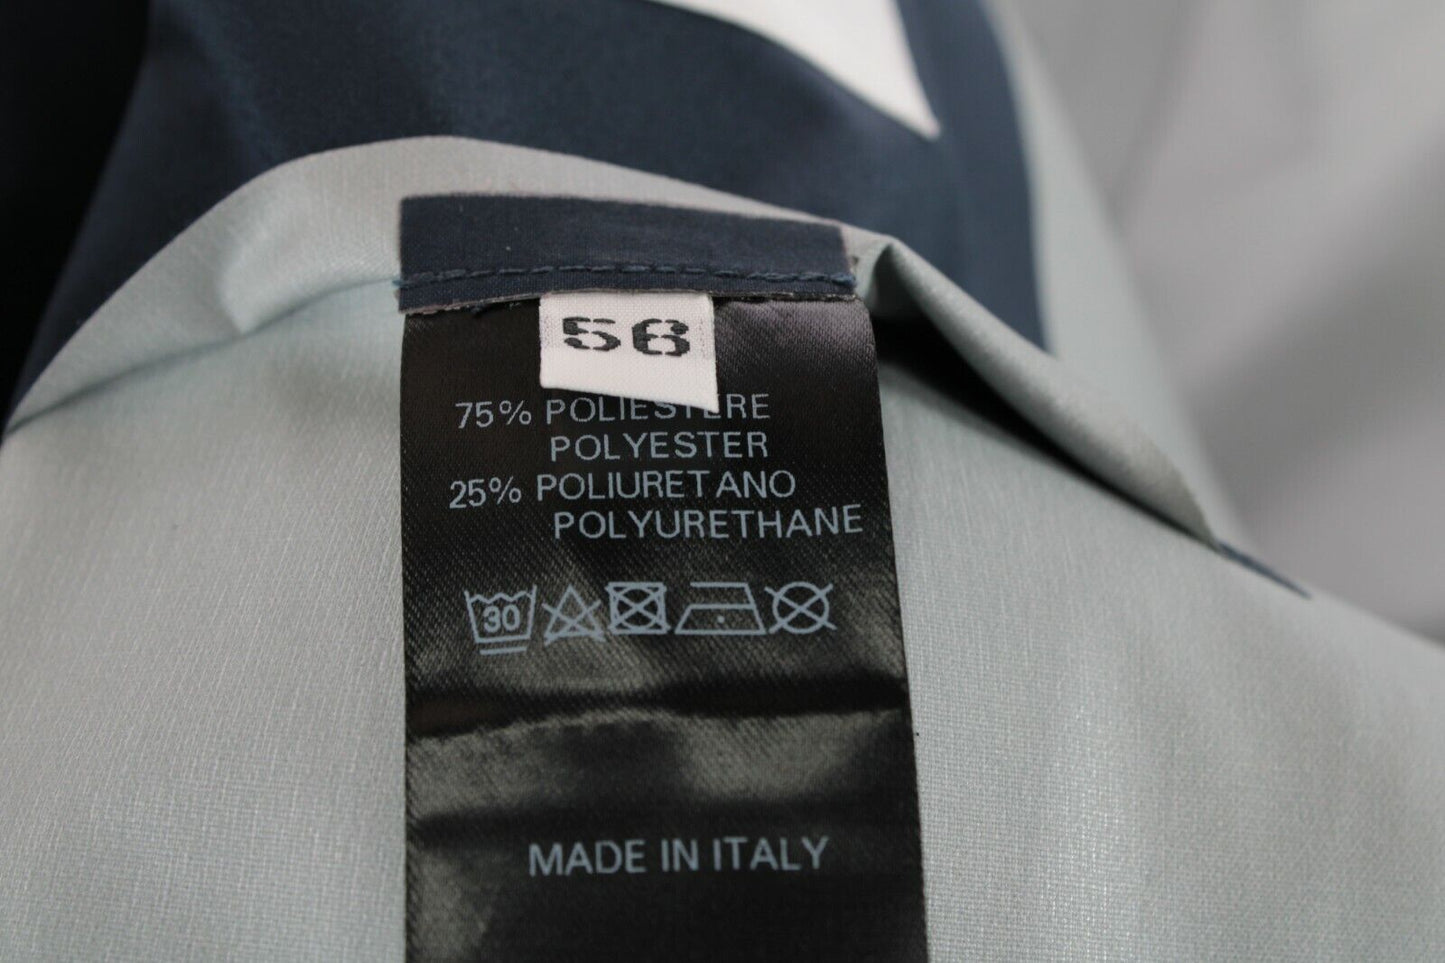 56
75% POLIESTERE
POLYESTER
25% POLIURETANO
POLYURETHANE
30
MADE IN ITALY